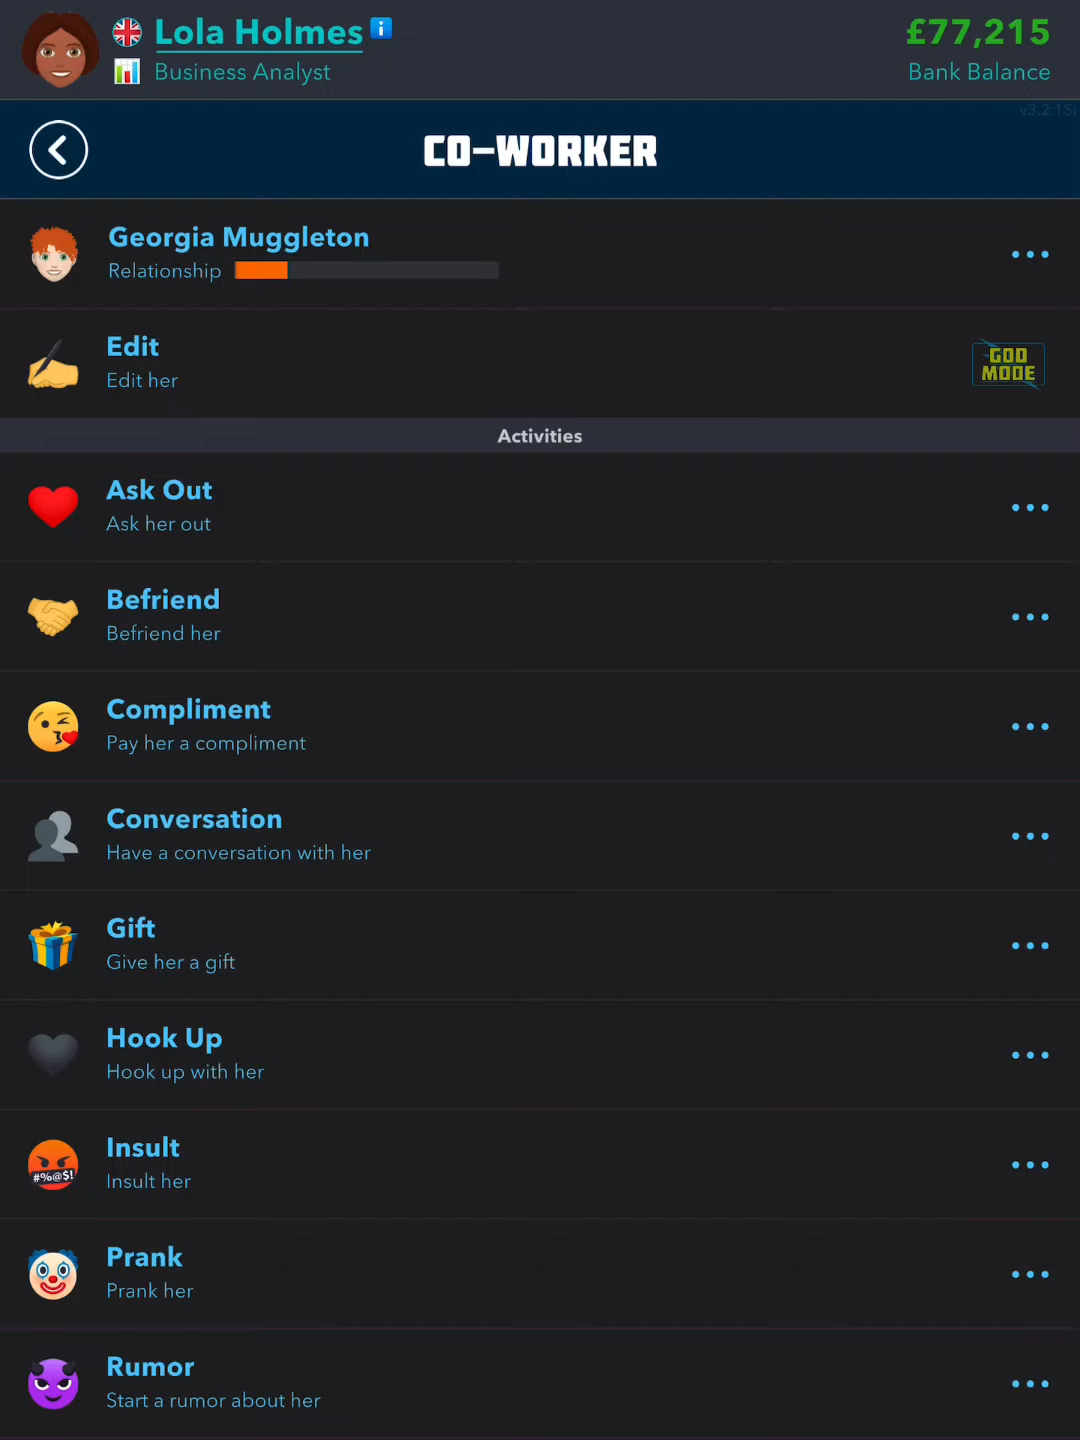 Lola Holmes
£77,215
Business Analyst
Bank Balance
v3.2.15i
CO-WORKER
Georgia Muggleton
Relationship
Edit
Edit her
GOD
MODE
Activities
Ask Out
Ask her out
Befriend
Befriend her
Compliment
Pay her a compliment
Conversation
Have a conversation with her
Gift
Give her a gift
Hook Up
Hook up with her
Insult
Insult her
#%@$!
Prank
Prank her
Rumor
Start a rumor about her